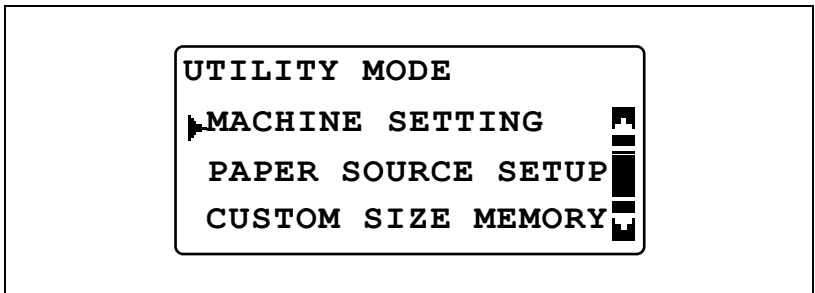 UTILITY MODE
MACHINE SETTING
PAPER SOURCE SETUP
CUSTOM SIZE MEMORY